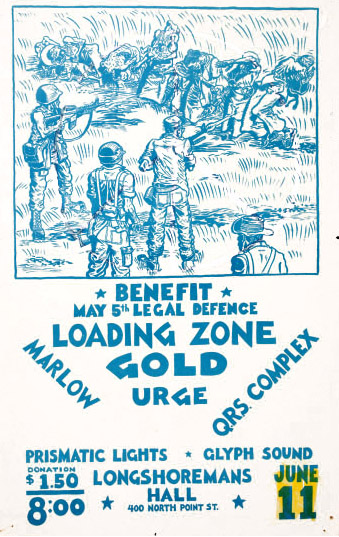 ★ BENEFIT ★
MAY 5th LEGAL DEFENCE
LOADING ZONE
MARLOW
GOLD
Q.R.S. COMPLEX
URGE
PRISMATIC LIGHTS ★ GLYPH SOUND
DONATION
$1.50
8:00
LONGSHOREMANS
HALL
★ 400 NORTH POINT ST. ★
JUNE
11